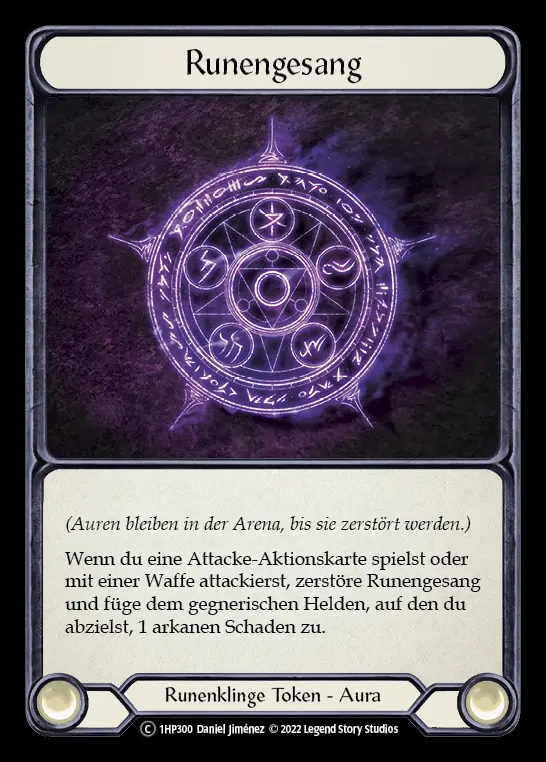 Runengesang
(Auren bleiben in der Arena, bis sie zerstört werden.)
Wenn du eine Attacke-Aktionskarte spielst oder
mit einer Waffe attackierst, zerstöre Runengesang
und füge dem gegnerischen Helden, auf den du
abzielst, 1 arkanen Schaden zu.
Runenklinge Token - Aura
C 1HP300 Daniel Jiménez © 2022 Legend Story Studios